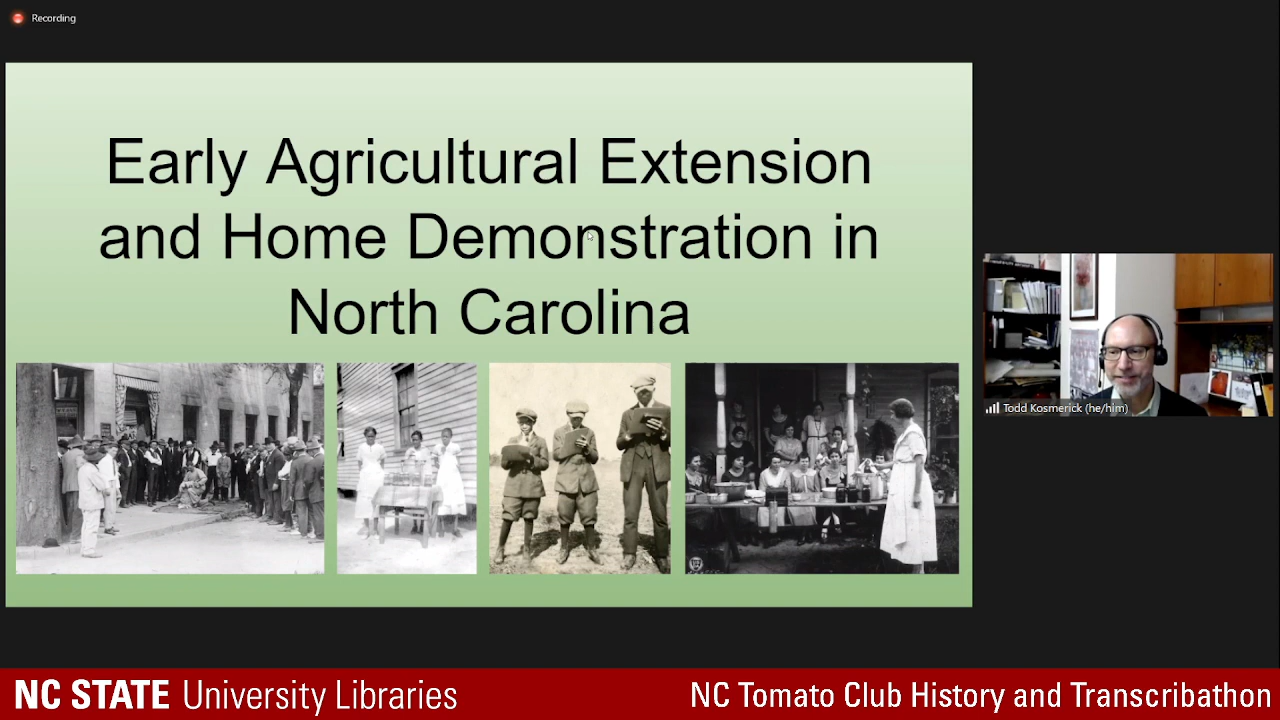 Recording
Early Agricultural Extension
and Home Demonstration in
North Carolina
Todd Kosmerick (he/him)
NC STATE University Libraries
NC Tomato Club History and Transcribathon